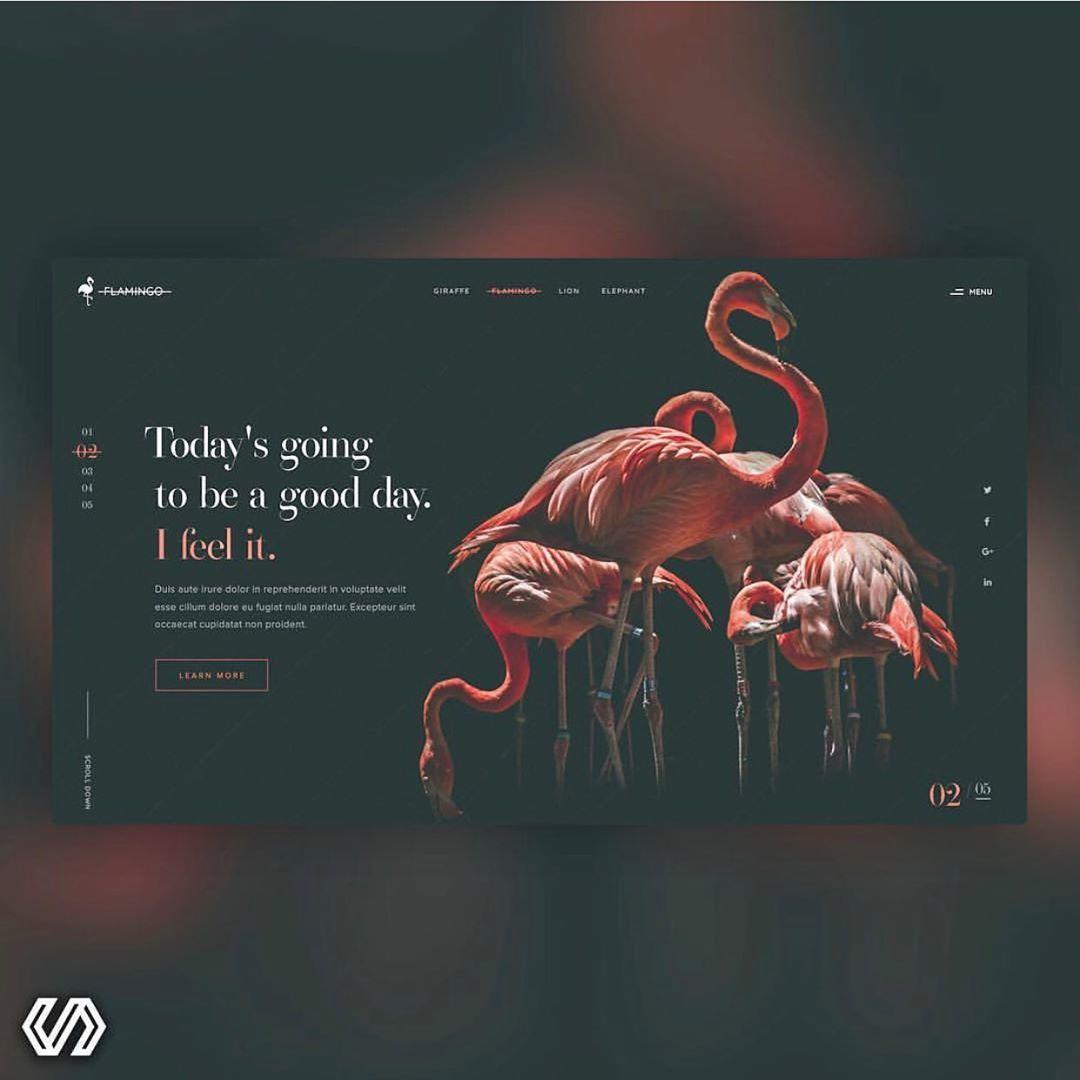 FLAMINGO
GIRAFFE FLAMINGO LION ELEPHANT
MENU
01
02
03
04
05
Today's going
to be a good day.
I feel it.
Duis aute irure dolor in reprehenderit in voluptate velit
esse cillum dolore eu fugiat nulla pariatur. Excepteur sint
occaecat cupidatat non proident.
LEARN MORE
SCROLL DOWN
f
G+
in
02 / 05